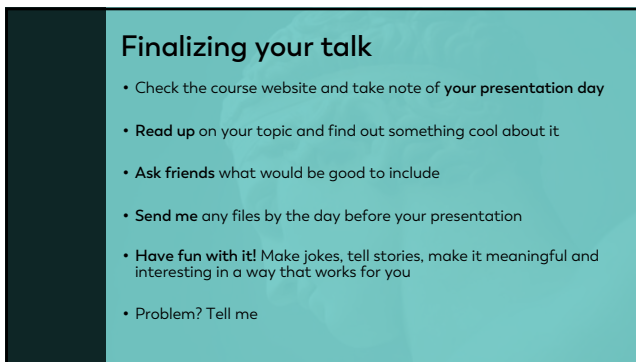 Finalizing your talk
• Check the course website and take note of your presentation day
• Read up on your topic and find out something cool about it
• Ask friends what would be good to include
• Send me any files by the day before your presentation
• Have fun with it! Make jokes, tell stories, make it meaningful and
interesting in a way that works for you
• Problem? Tell me